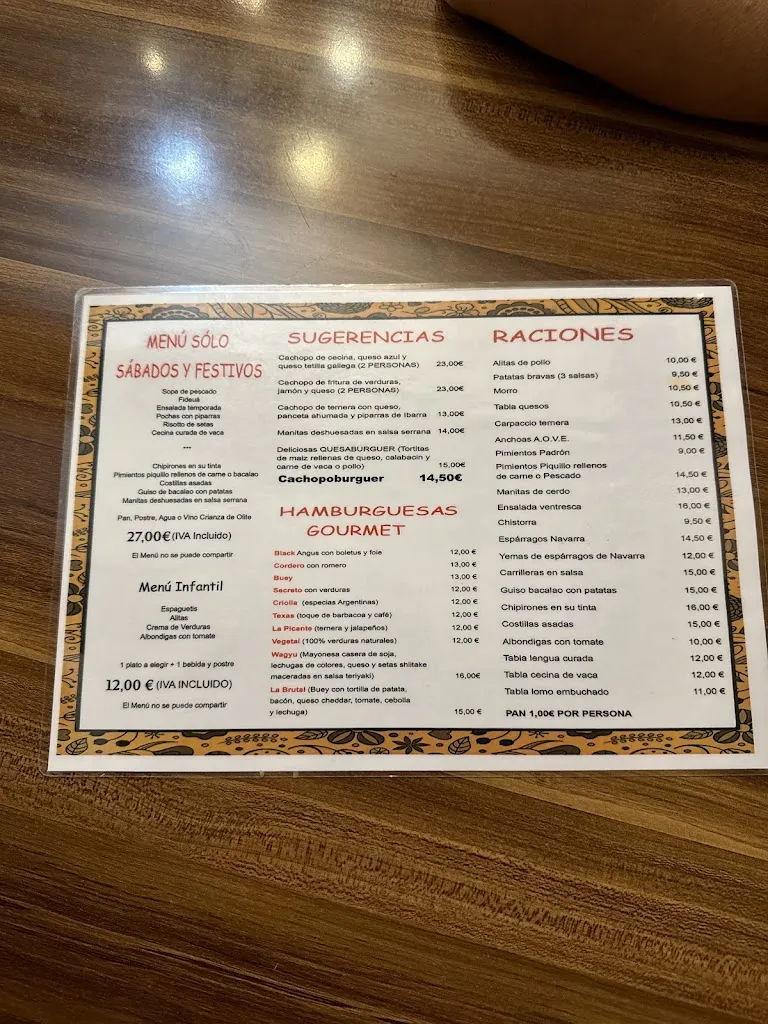 MENÚ SÓLO
SÁBADOS Y FESTIVOS
Sopa de pescado
Fideuá
Ensalada temporada
Pochas con piparras
Risotto de setas
Cecina curada de vaca
---
Chipirones en su tinta
Pimientos piquillo rellenos de carne o bacalao
Costillas asadas
Guiso de bacalao con patatas
Manitas deshuesadas en salsa serrana
Pan, Postre, Agua o Vino Crianza de Olite
27,00€ (IVA Incluido)
El Menú no se puede compartir
Menú Infantil
Espaguetis
Alitas
Crema de Verduras
Albondigas con tomate
1 plato a elegir + 1 bebida y postre
12,00 € (IVA INCLUIDO)
El Menú no se puede compartir
SUGERENCIAS
Cachopo de cecina, queso azul y
queso tetilla gallega (2 PERSONAS) 23,00€
Cachopo de fritura de verduras,
jamón y queso (2 PERSONAS) 23,00€
Cachopo de ternera con queso,
panceta ahumada y piparras de Ibarra 13,00€
Manitas deshuesadas en salsa serrana 14,00€
Deliciosas QUESABURGUER (Tortitas
de maiz rellenas de queso, calabacin y
carne de vaca o pollo) 15,00€
Cachopoburguer 14,50€
HAMBURGUESAS
GOURMET
Black Angus con boletus y foie 12,00 €
Cordero con romero 13,00 €
Buey 13,00 €
Secreto con verduras 12,00 €
Criolla (especias Argentinas) 12,00 €
Texas (toque de barbacoa y café) 12,00 €
La Picante (ternera y jalapeños) 12,00 €
Vegetal (100% verduras naturales) 12,00 €
Wagyu (Mayonesa casera de soja,
lechugas de colores, queso y setas shiitake
maceradas en salsa teriyaki) 16,00€
La Brutal (Buey con tortilla de patata,
bacón, queso cheddar, tomate, cebolla
y lechuga) 15,00 €
RACIONES
Alitas de pollo 10,00 €
Patatas bravas (3 salsas) 9,50 €
Morro 10,50 €
Tabla quesos 10,50 €
Carpaccio ternera 13,00 €
Anchoas A.O.V.E. 11,50 €
Pimientos Padrón 9,00 €
Pimientos Piquillo rellenos
de carne o Pescado 14,50 €
Manitas de cerdo 13,00 €
Ensalada ventresca 16,00 €
Chistorra 9,50 €
Espárragos Navarra 14,50 €
Yemas de espárragos de Navarra 12,00 €
Carrilleras en salsa 15,00 €
Guiso bacalao con patatas 15,00 €
Chipirones en su tinta 16,00 €
Costillas asadas 15,00 €
Albondigas con tomate 10,00 €
Tabla lengua curada 12,00 €
Tabla cecina de vaca 12,00 €
Tabla lomo embuchado 11,00 €
PAN 1,00€ POR PERSONA